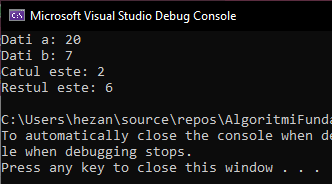 Microsoft Visual Studio Debug Console
Dati a: 20
Dati b: 7
Catul este: 2
Restul este: 6
C:\Users\hezan\source\repos\AlgoritmiFunda
To automatically close the console when de
le when debugging stops.
Press any key to close this window . . .